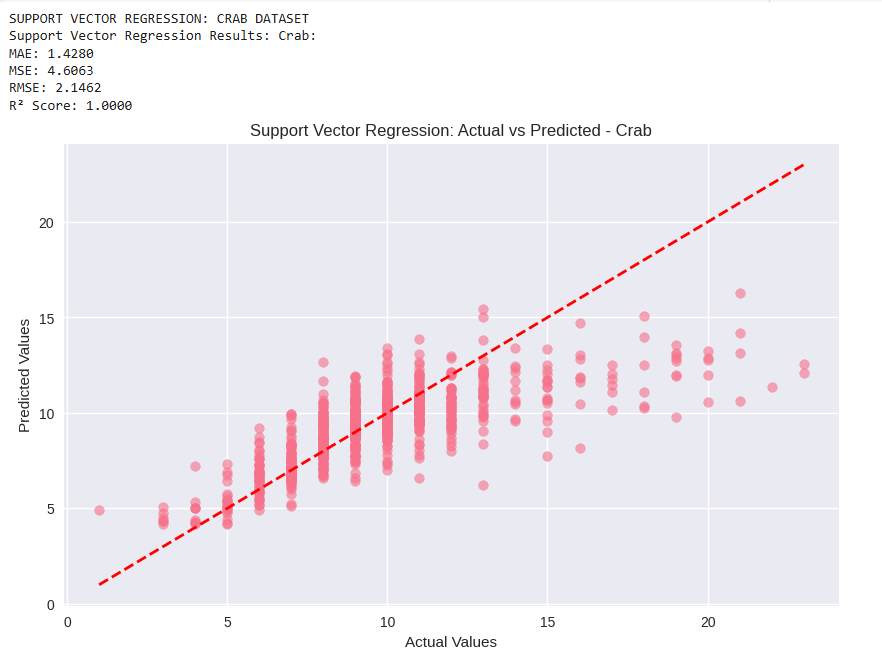 SUPPORT VECTOR REGRESSION: CRAB DATASET
Support Vector Regression Results: Crab:
MAE: 1.4280
MSE: 4.6063
RMSE: 2.1462
R² Score: 1.0000
Support Vector Regression: Actual vs Predicted - Crab
20
15
10
5
0
Predicted Values
0 5 10 15 20
Actual Values